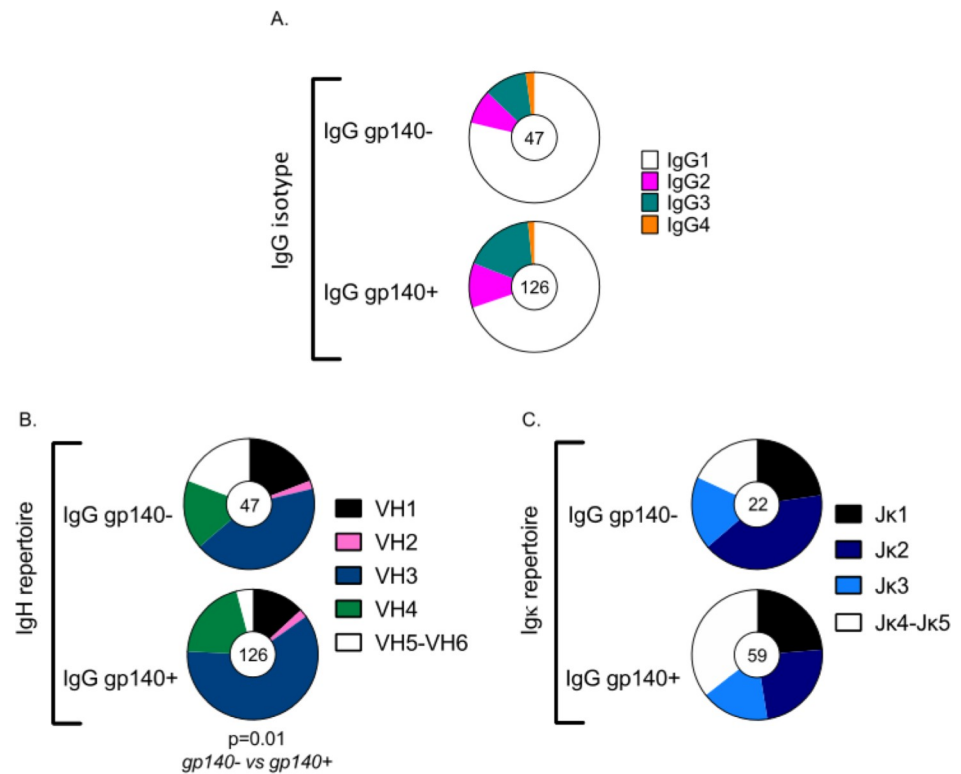 A.
IgG isotype
IgG gp140-
47
IgG gp140+
126
IgG1
IgG2
IgG3
IgG4
B.
IgH repertoire
IgG gp140-
47
IgG gp140+
126
VH1
VH2
VH3
VH4
VH5-VH6
p=0.01
gp140- vs gp140+
C.
Igκ repertoire
IgG gp140-
22
IgG gp140+
59
Jκ1
Jκ2
Jκ3
Jκ4-Jκ5